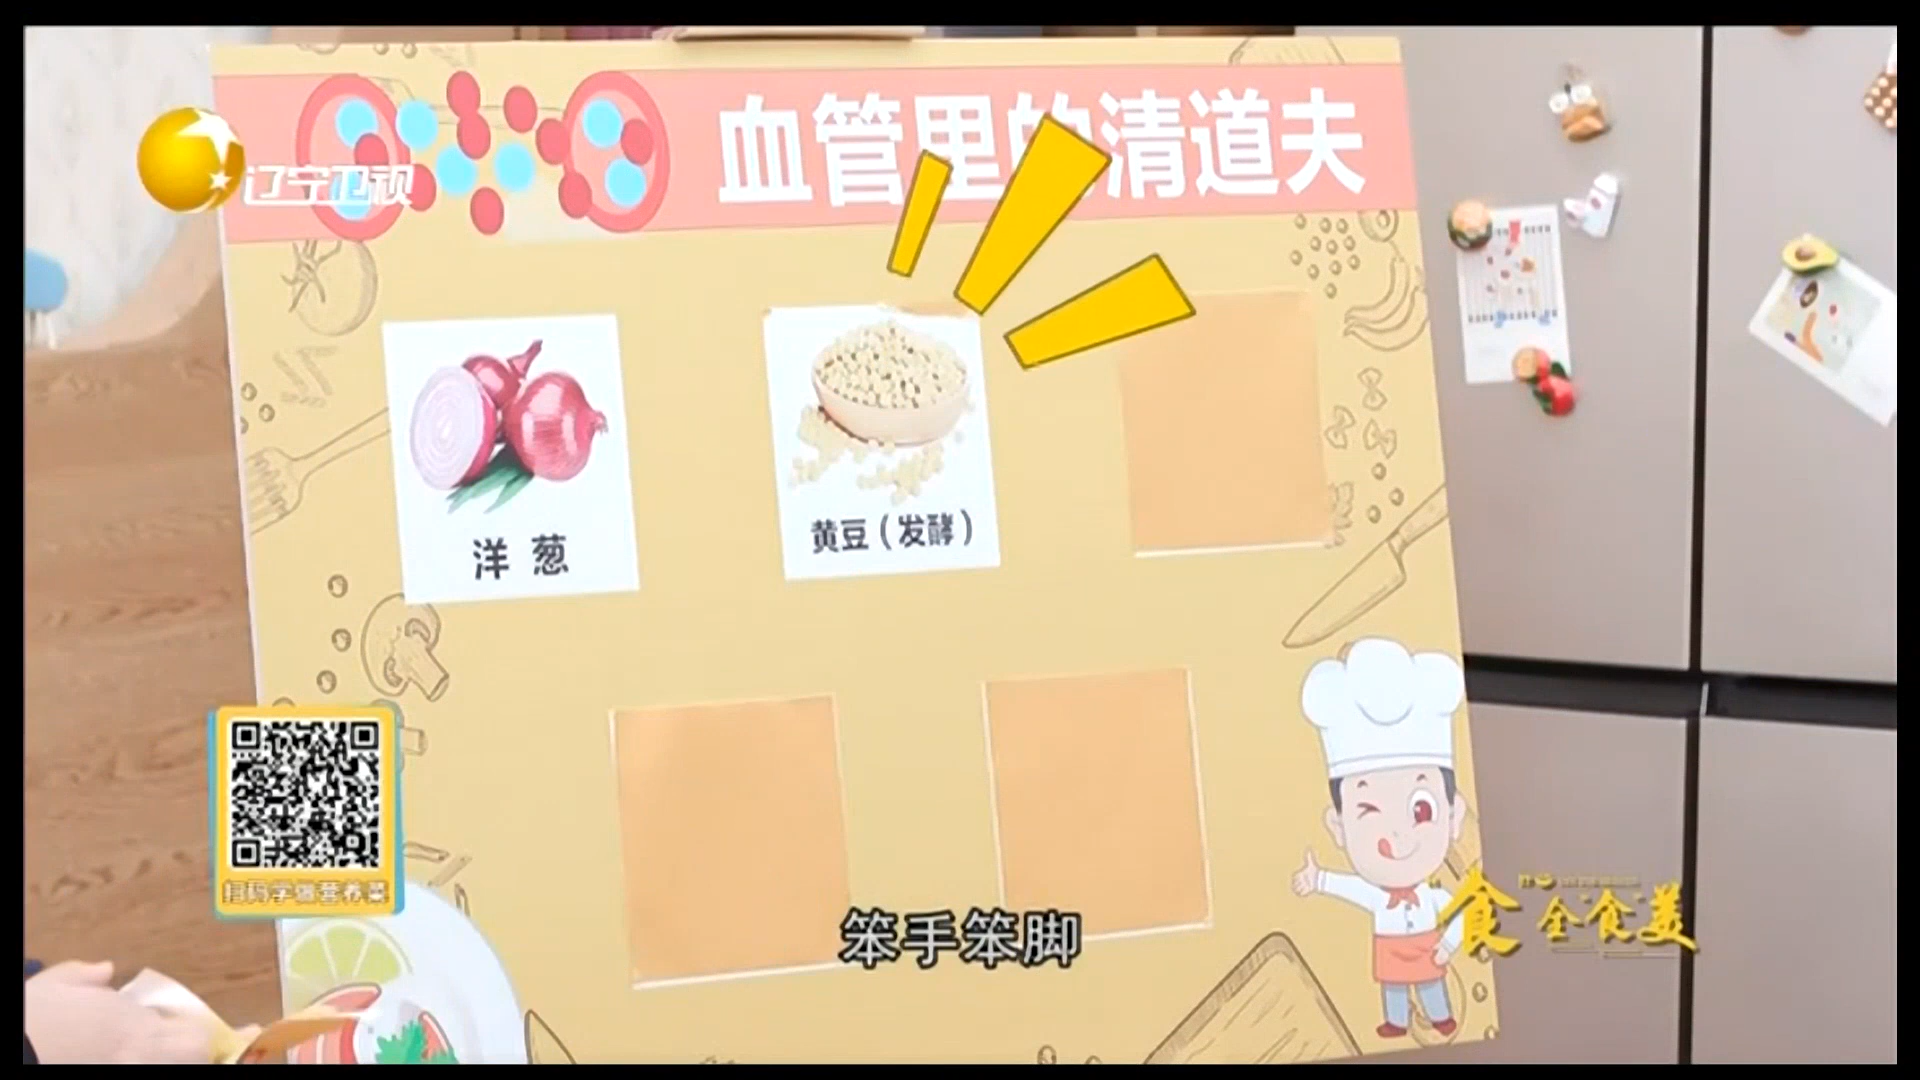 血管里的清道夫
辽宁卫视
洋葱
黄豆（发酵）
扫码学做营养菜
笨手笨脚
食全食美